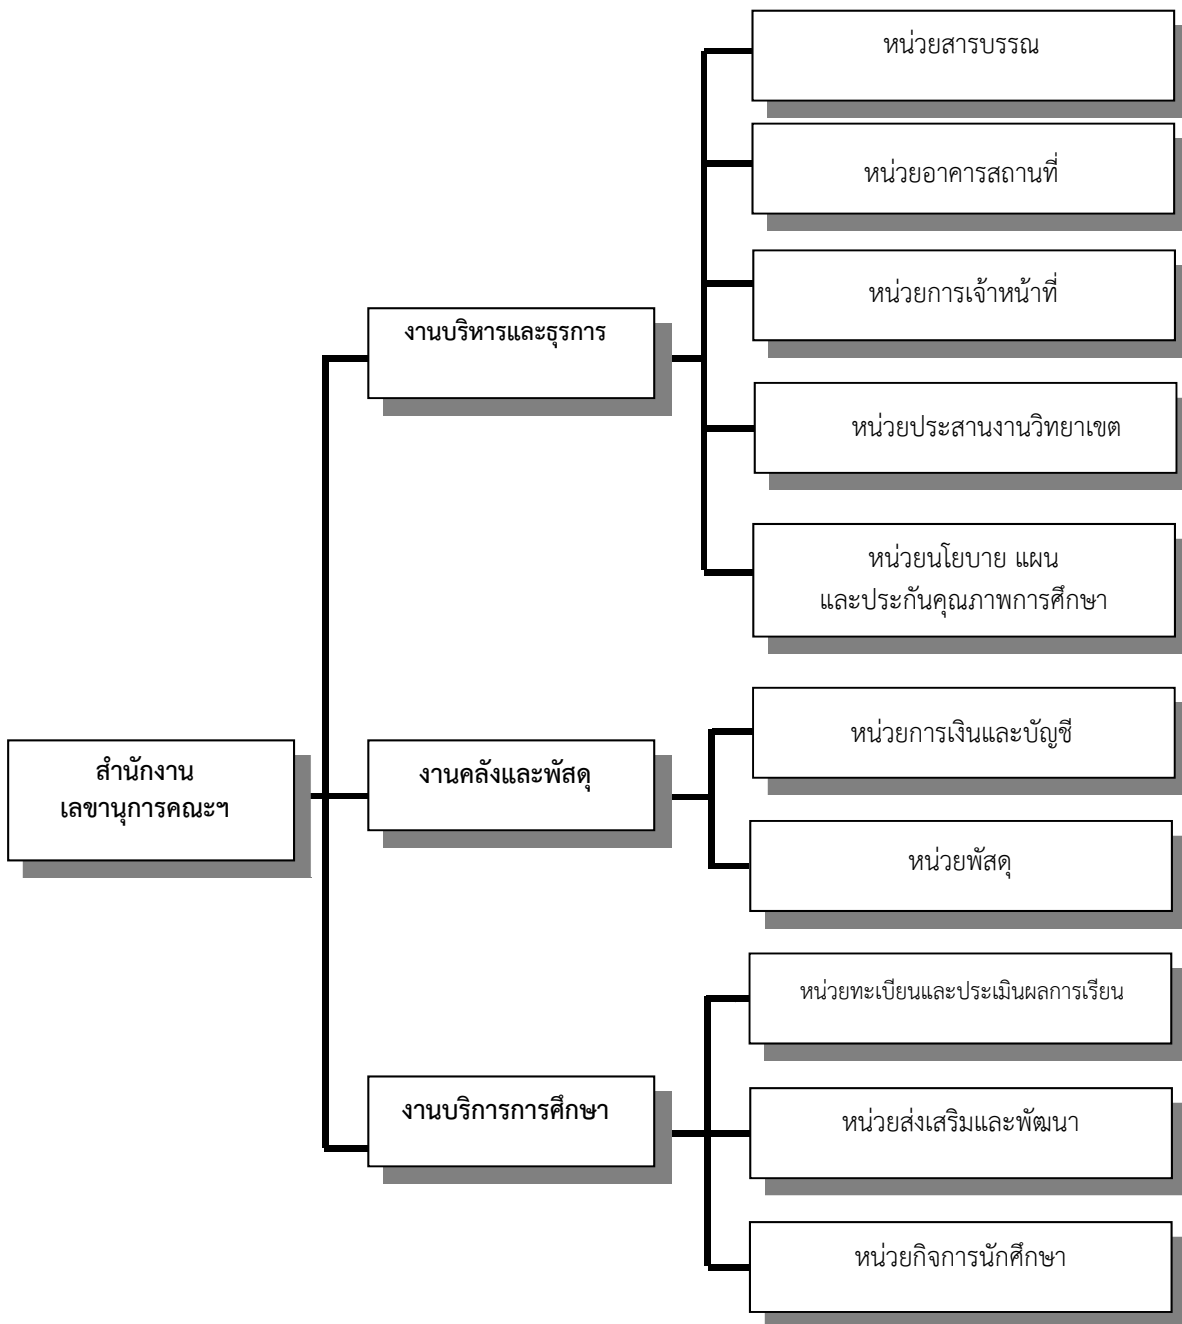 สำนักงาน
เลขานุการคณะฯ
งานบริหารและธุรการ
หน่วยสารบรรณ
หน่วยอาคารสถานที่
หน่วยการเจ้าหน้าที่
หน่วยประสานงานวิทยาเขต
หน่วยนโยบาย แผน
และประกันคุณภาพการศึกษา
งานคลังและพัสดุ
หน่วยการเงินและบัญชี
หน่วยพัสดุ
งานบริการการศึกษา
หน่วยทะเบียนและประเมินผลการเรียน
หน่วยส่งเสริมและพัฒนา
หน่วยกิจการนักศึกษา